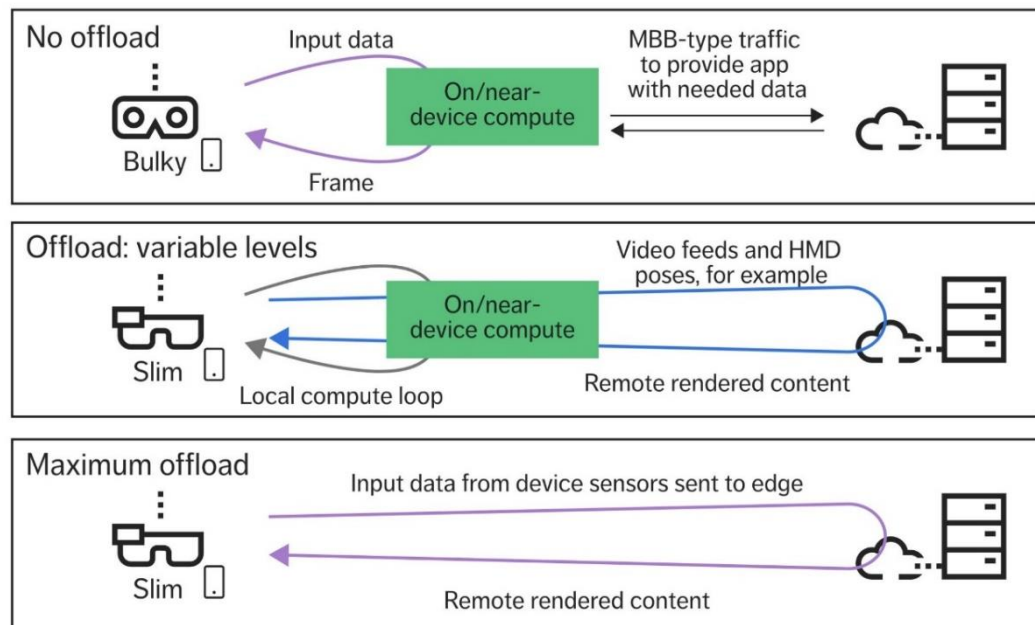 No offload
Input data
On/near-
device compute
Frame
Bulky
MBB-type traffic
to provide app
with needed data
Offload: variable levels
On/near-
device compute
Slim
Local compute loop
Video feeds and HMD
poses, for example
Remote rendered content
Maximum offload
Input data from device sensors sent to edge
Slim
Remote rendered content